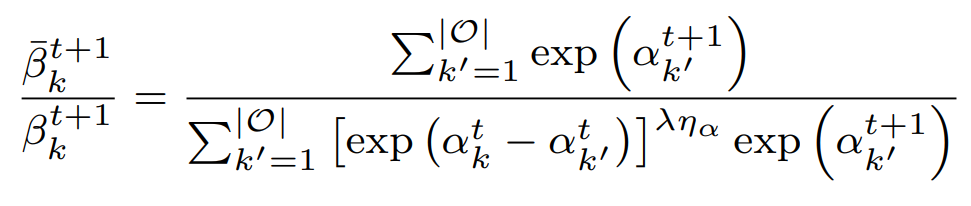 \frac{\bar{\beta}_k^{t+1}}{\beta_k^{t+1}} = \frac{\sum_{k'=1}^{|\mathcal{O}|} \exp\left(\alpha_{k'}^{t+1}\right)}{\sum_{k'=1}^{|\mathcal{O}|} \left[\exp\left(\alpha_k^t - \alpha_{k'}^t\right)\right]^{\lambda\eta_\alpha} \exp\left(\alpha_{k'}^{t+1}\right)}